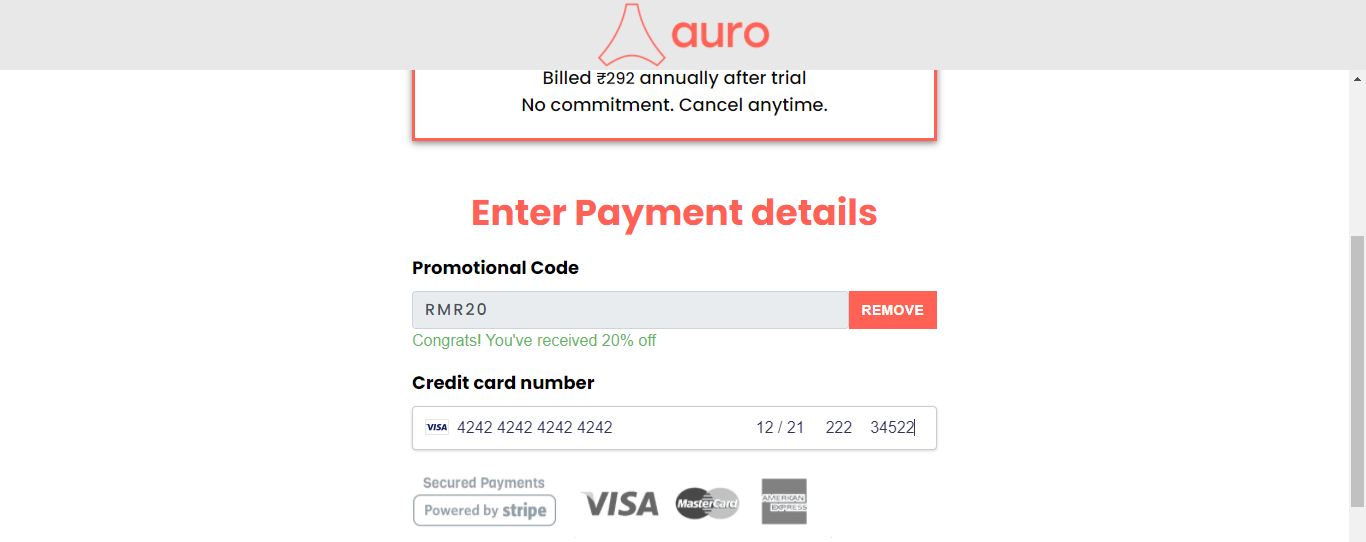 auro
Billed ₹292 annually after trial
No commitment. Cancel anytime.
Enter Payment details
Promotional Code
RMR20 REMOVE
Congrats! You've received 20% off
Credit card number
VISA 4242 4242 4242 4242 12 / 21 222 34522
Secured Payments
Powered by stripe VISA MasterCard AMERICAN EXPRESS